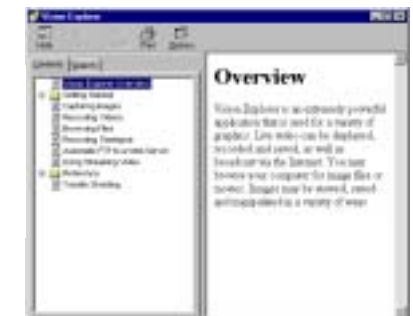 Vision Explorer
Hide Print Options
Contents Search
Vision Explorer Overview
Getting Started
Capturing Images
Recording Videos
Browsing Files
Recording Timelapse
Automatic FTP to a Web Server
Using Streaming Video
Reference
Trouble Shooting
Overview
Vision Explorer is an extremely powerful
application that is used for a variety of
graphics. Live video can be displayed,
recorded and saved, as well as
broadcast via the Internet. You may
browse your computer for image files or
movies. Images may be viewed, saved
and manipulated in a variety of ways.